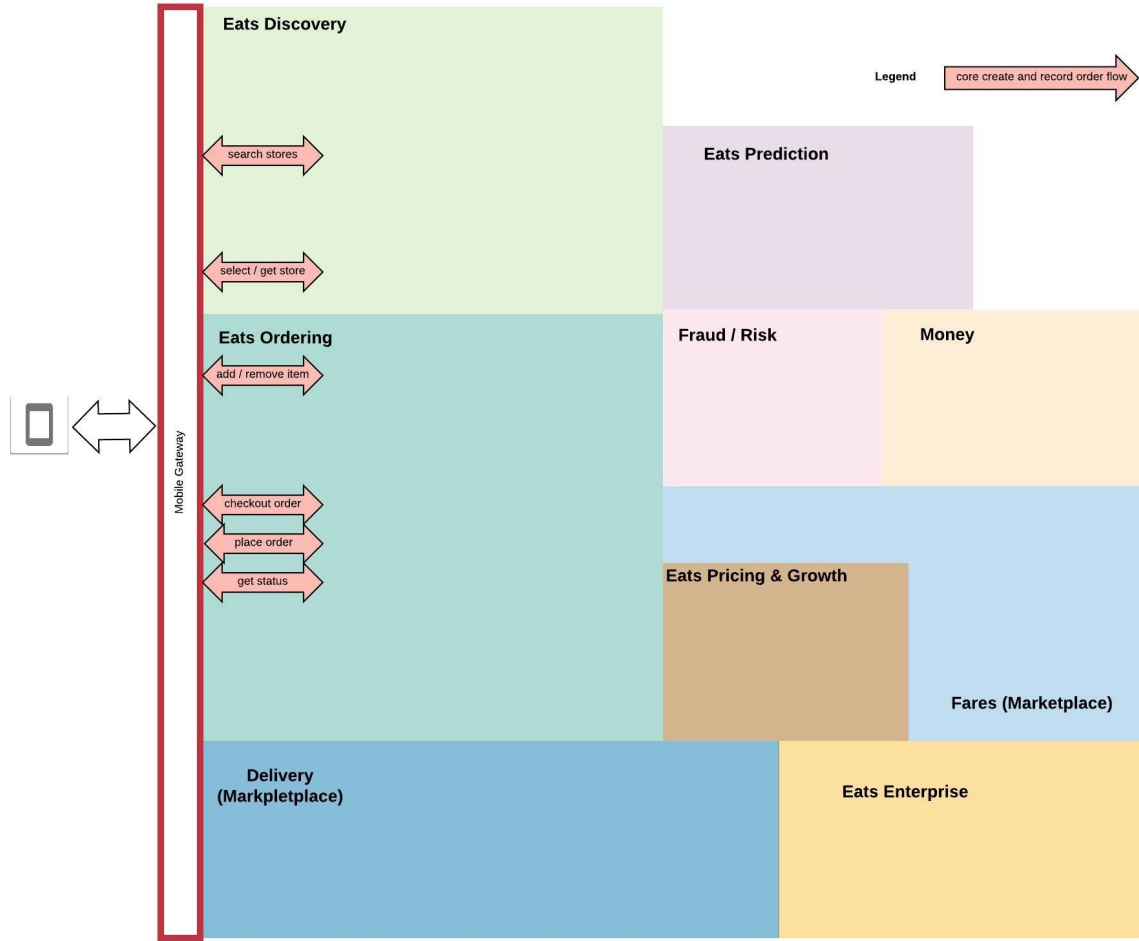 Eats Discovery
Legend
core create and record order flow
search stores
Eats Prediction
select / get store
Eats Ordering
Fraud / Risk
Money
add / remove item
Mobile Gateway
checkout order
place order
get status
Eats Pricing & Growth
Fares (Marketplace)
Delivery
(Markpletplace)
Eats Enterprise